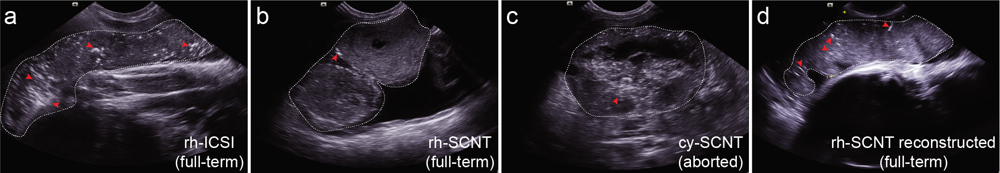 a
rh-ICSI
(full-term)
b
rh-SCNT
(full-term)
c
cy-SCNT
(aborted)
d
rh-SCNT reconstructed
(full-term)